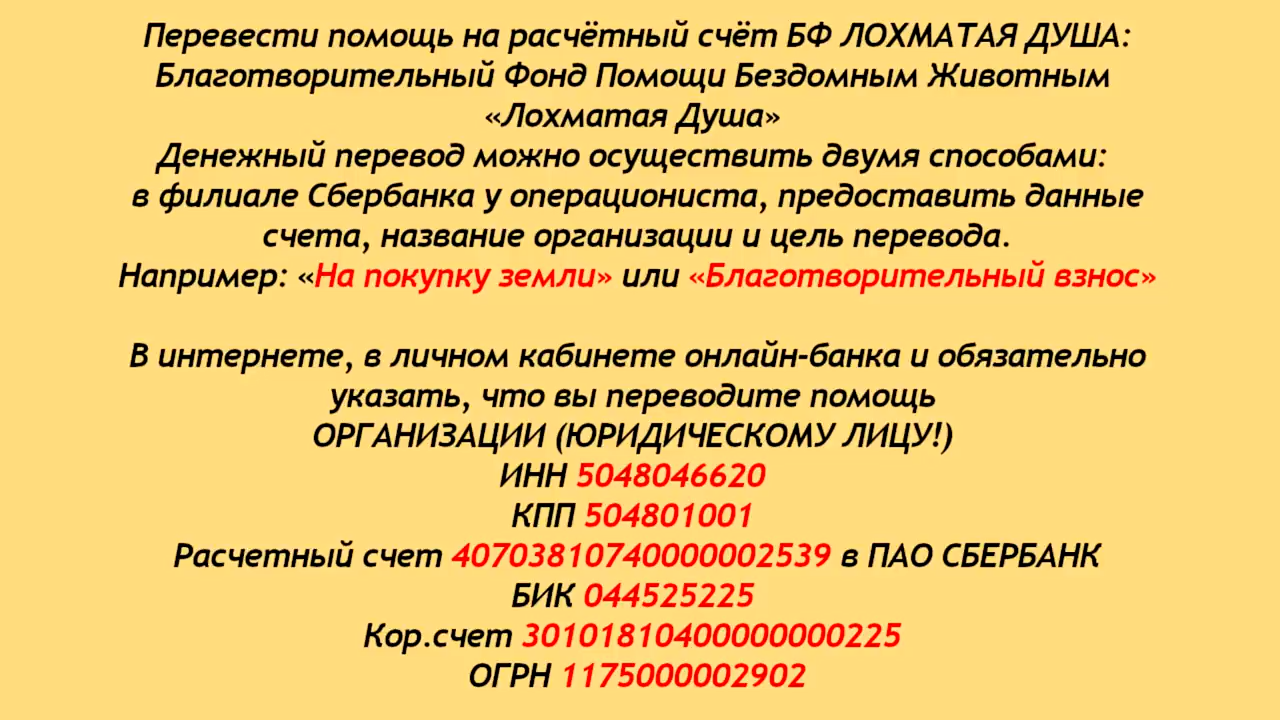 Перевести помощь на расчётный счёт БФ ЛОХМАТАЯ ДУША:
Благотворительный Фонд Помощи Бездомным Животным
«Лохматая Душа»
Денежный перевод можно осуществить двумя способами:
в филиале Сбербанка у операциониста, предоставить данные
счета, название организации и цель перевода.
Например: «На покупку земли» или «Благотворительный взнос»
В интернете, в личном кабинете онлайн-банка и обязательно
указать, что вы переводите помощь
ОРГАНИЗАЦИИ (ЮРИДИЧЕСКОМУ ЛИЦУ!)
ИНН 5048046620
КПП 504801001
Расчетный счет 40703810740000002539 в ПАО СБЕРБАНК
БИК 044525225
Кор.счет 30101810400000000225
ОГРН 1175000002902